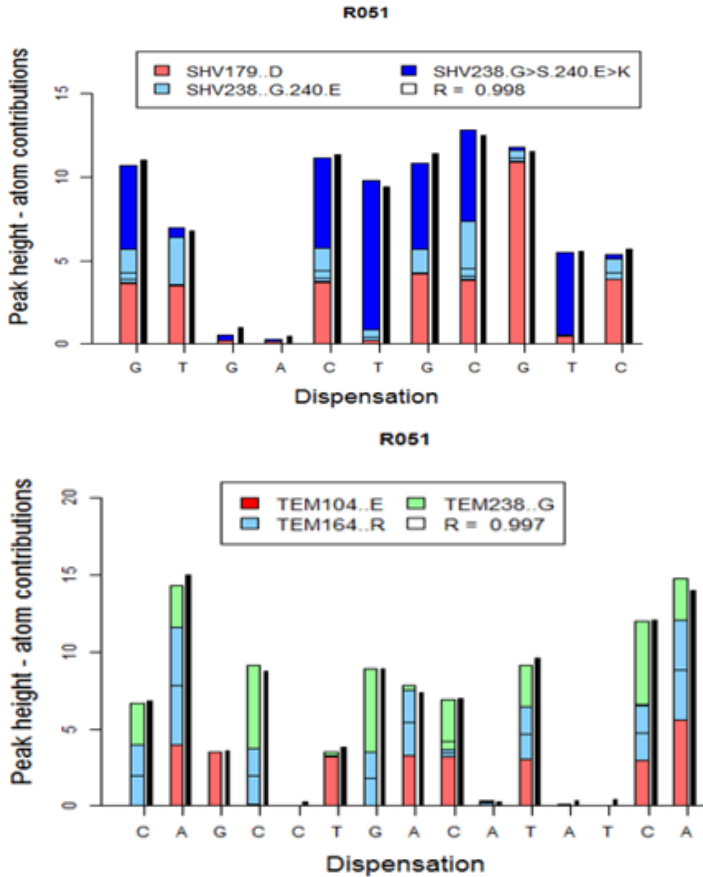 R051
SHV179..D SHV238.G>S.240.E>K
SHV238..G.240.E R = 0.998
Peak height - atom contributions
15
10
5
0
G T G A C T G C G T C
Dispensation
R051
TEM104..E TEM238..G
TEM164..R R = 0.997
Peak height - atom contributions
20
15
10
5
0
C A G C C T G A C A T A T C A
Dispensation